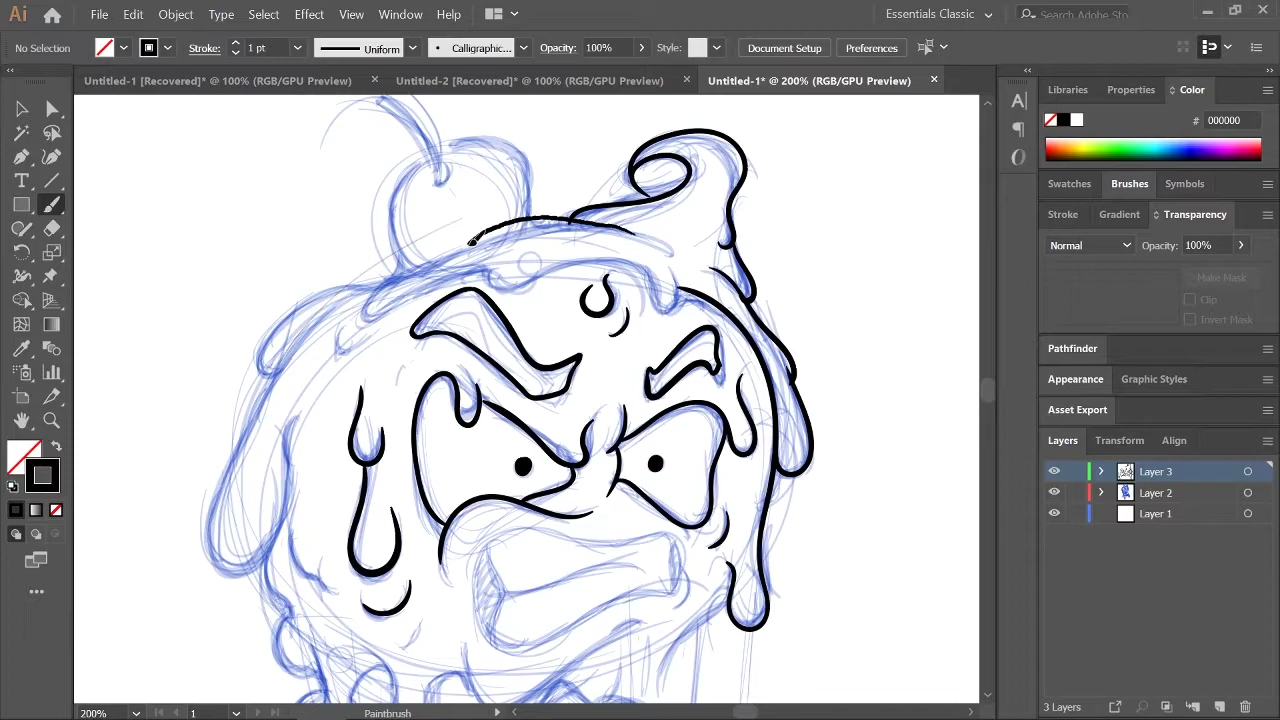 Ai File Edit Object Type Select Effect View Window Help Essentials Classic Search Adobe Sto
No Selection Stroke: 1 pt Uniform Calligraphic... Opacity: 100% Style: Document Setup Preferences
Untitled-1 [Recovered]* @ 100% (RGB/GPU Preview) Untitled-2 [Recovered]* @ 100% (RGB/GPU Preview) Untitled-1* @ 200% (RGB/GPU Preview)
Libraries Properties Color
# 000000
Swatches Brushes Symbols
Stroke Gradient Transparency
Normal Opacity: 100%
Make Mask
Clip
Invert Mask
Pathfinder
Appearance Graphic Styles
Asset Export
Layers Transform Align
Layer 3
Layer 2
Layer 1
3 Layers
200% 1 Paintbrush